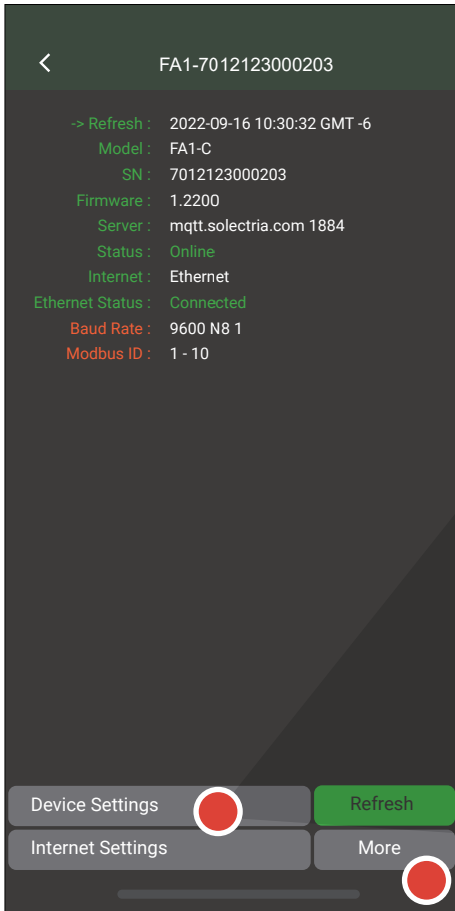 FA1-7012123000203
-> Refresh : 2022-09-16 10:30:32 GMT -6
Model : FA1-C
SN : 7012123000203
Firmware : 1.2200
Server : mqtt.solectria.com 1884
Status : Online
Internet : Ethernet
Ethernet Status : Connected
Baud Rate : 9600 N8 1
Modbus ID : 1 - 10
Device Settings Refresh
Internet Settings More